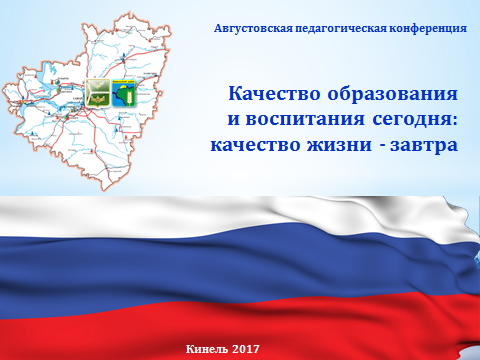 Августовская педагогическая конференция
Качество образования
и воспитания сегодня:
качество жизни - завтра
Кинель 2017